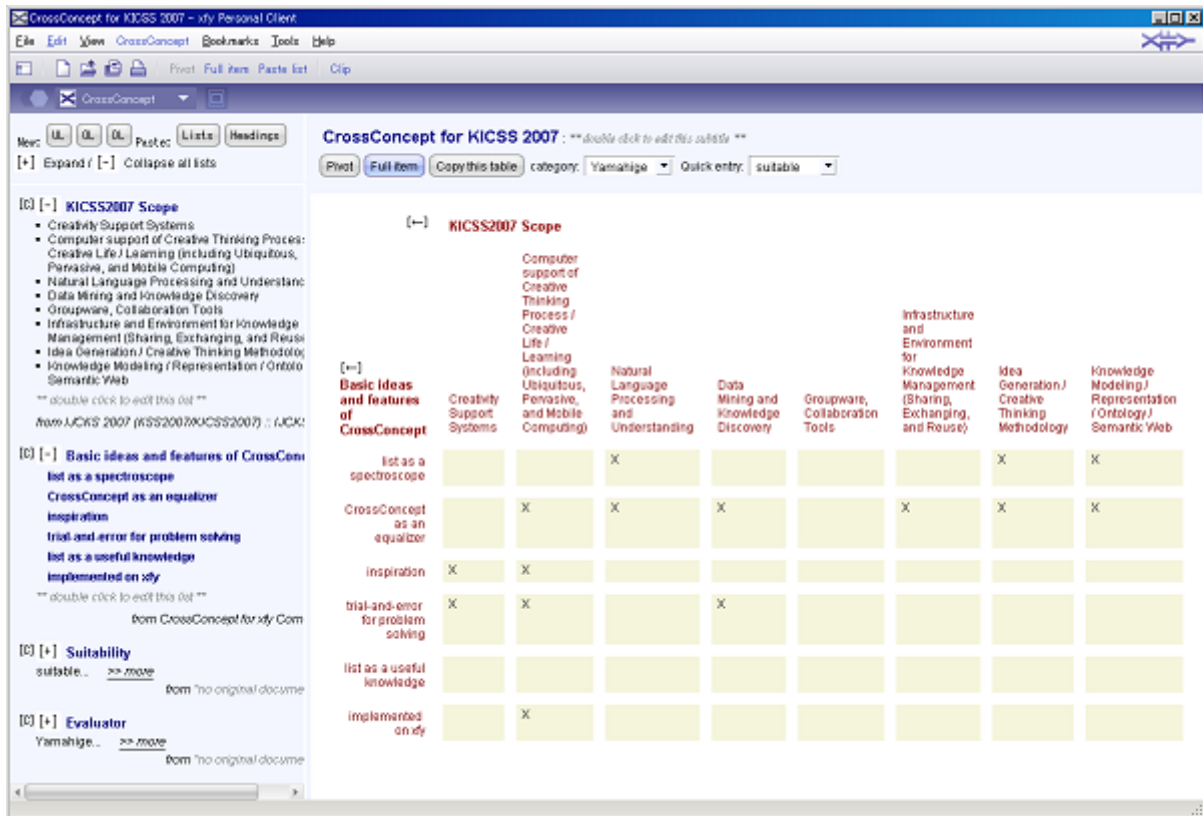 CrossConcept for KICSS 2007 - xfy Personal Client
File Edit View CrossConcept Bookmarks Tools Help
Pivot Full item Paste list Clip
CrossConcept
New: UL OL DL Paste: Lists Headings
[+] Expand / [-] Collapse all lists
[C] [-] KICSS2007 Scope
Creativity Support Systems
Computer support of Creative Thinking Proces
Creative Life / Learning (including Ubiquitous,
Pervasive, and Mobile Computing)
Natural Language Processing and Understanc
Data Mining and Knowledge Discovery
Groupware, Collaboration Tools
Infrastructure and Environment for Knowledge
Management (Sharing, Exchanging, and Reus
Idea Generation / Creative Thinking Methodolo
Knowledge Modeling / Representation / Ontolo
Semantic Web
** double click to edit this list **
from IJCKS 2007 (KSS2007/KICSS2007) :: IJCK
[C] [-] Basic ideas and features of CrossCon
list as a spectroscope
CrossConcept as an equalizer
inspiration
trial-and-error for problem solving
list as a useful knowledge
implemented on xfy
** double click to edit this list **
from CrossConcept for xfy Com
[C] [+] Suitability
suitable... >> more
from "no original docume
[C] [+] Evaluator
Yamahige... >> more
from "no original docume
CrossConcept for KICSS 2007 : ** double click to edit this subtitle **
Pivot Full item Copy this table category: Yamahige Quick entry: suitable
[←] KICSS2007 Scope
[←]
Basic ideas
and features
of
CrossConcept
Creativity
Support
Systems
Computer
support of
Creative
Thinking
Process /
Creative
Life /
Learning
(including
Ubiquitous,
Pervasive,
and Mobile
Computing)
Natural
Language
Processing
and
Understanding
Data
Mining and
Knowledge
Discovery
Groupware,
Collaboration
Tools
Infrastructure
and
Environment
for
Knowledge
Management
(Sharing,
Exchanging,
and Reuse)
Idea
Generation /
Creative
Thinking
Methodology
Knowledge
Modeling /
Representation
/ Ontology /
Semantic Web
list as a
spectroscope
X X X
CrossConcept
as an
equalizer
X X X X X X
inspiration
X X
trial-and-error
for problem
solving
X X X
list as a useful
knowledge
implemented
on xfy
X